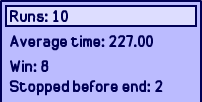 Runs: 10
Average time: 227.00
Win: 8
Stopped before end: 2